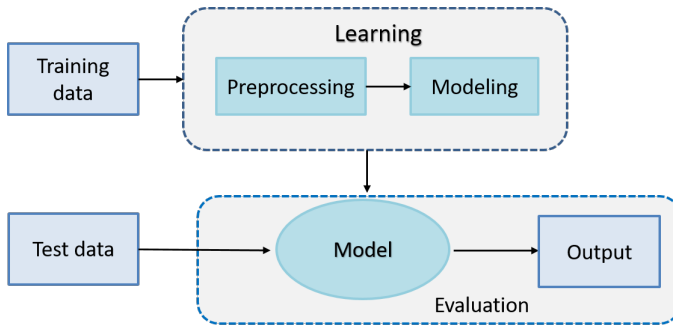 Learning
Training
data
Preprocessing
Modeling
Test data
Model
Output
Evaluation